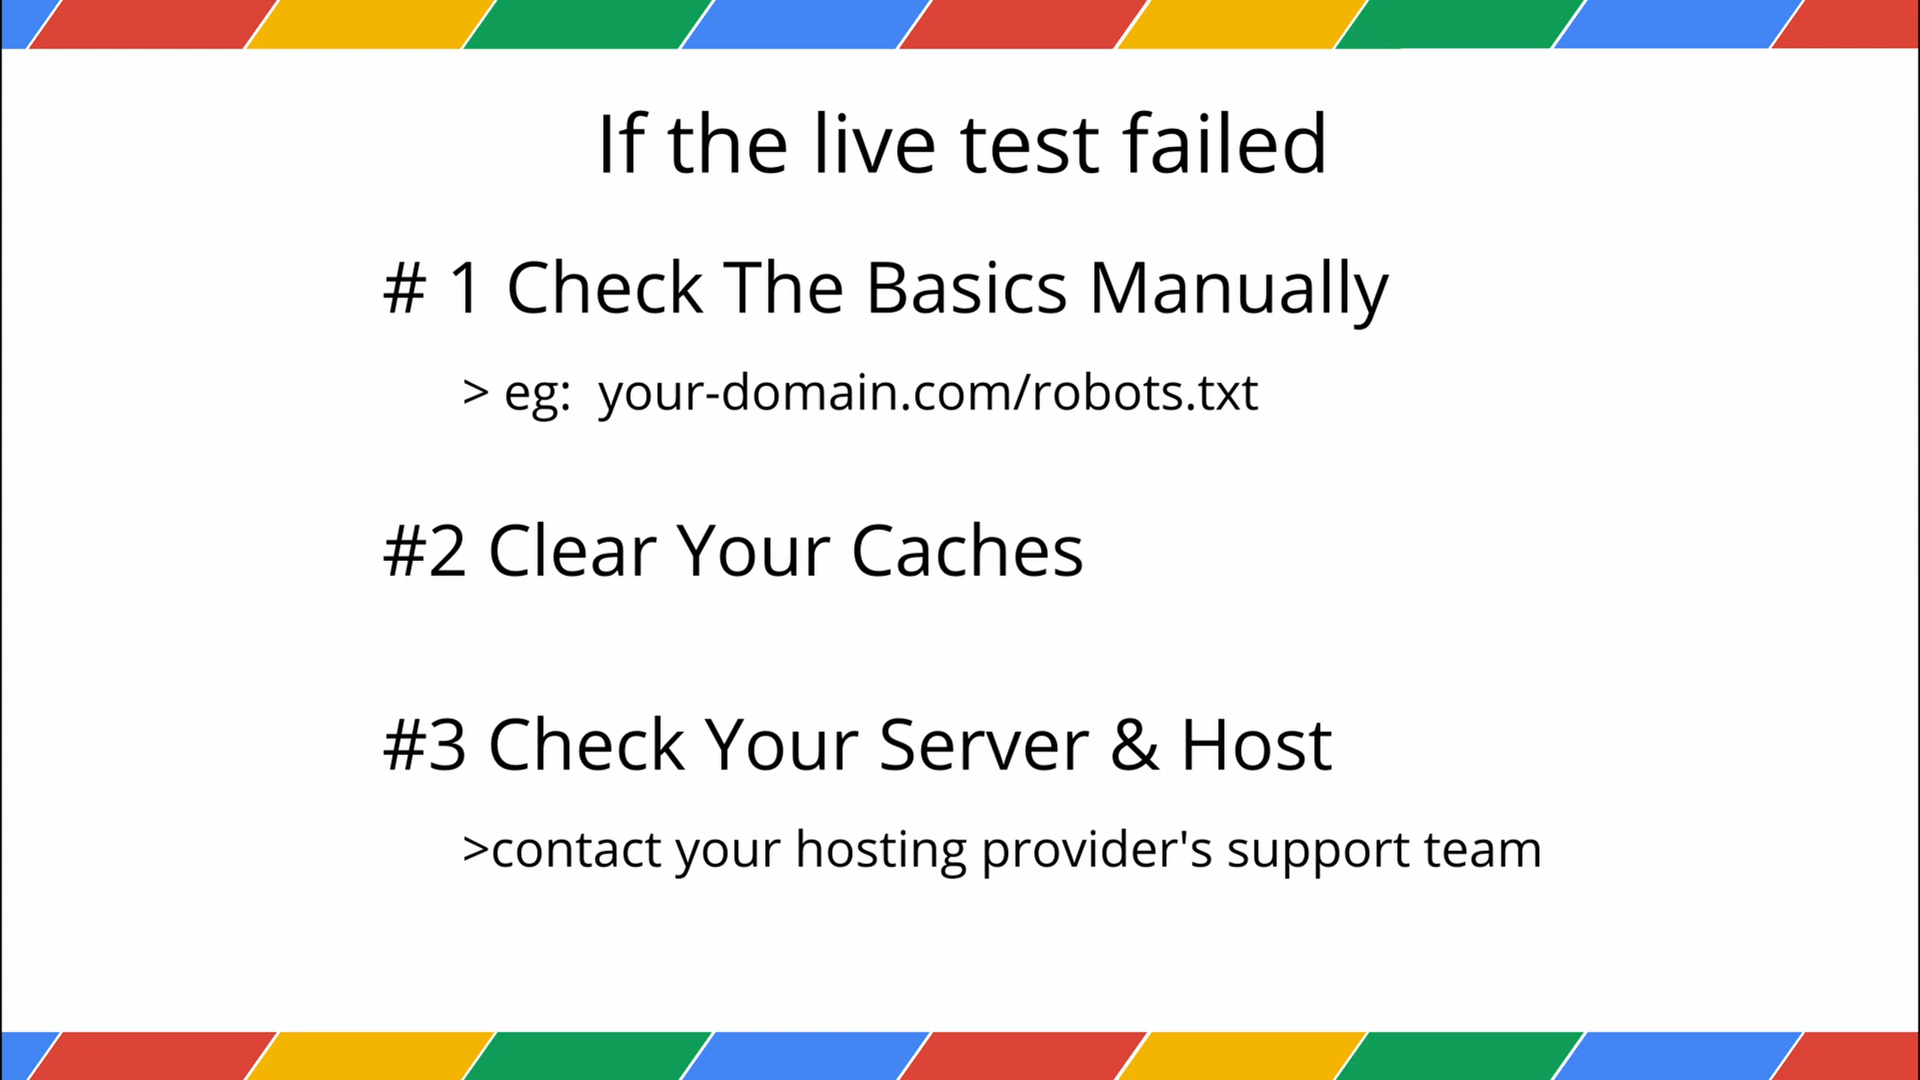 If the live test failed
# 1 Check The Basics Manually
> eg: your-domain.com/robots.txt
#2 Clear Your Caches
#3 Check Your Server & Host
>contact your hosting provider's support team